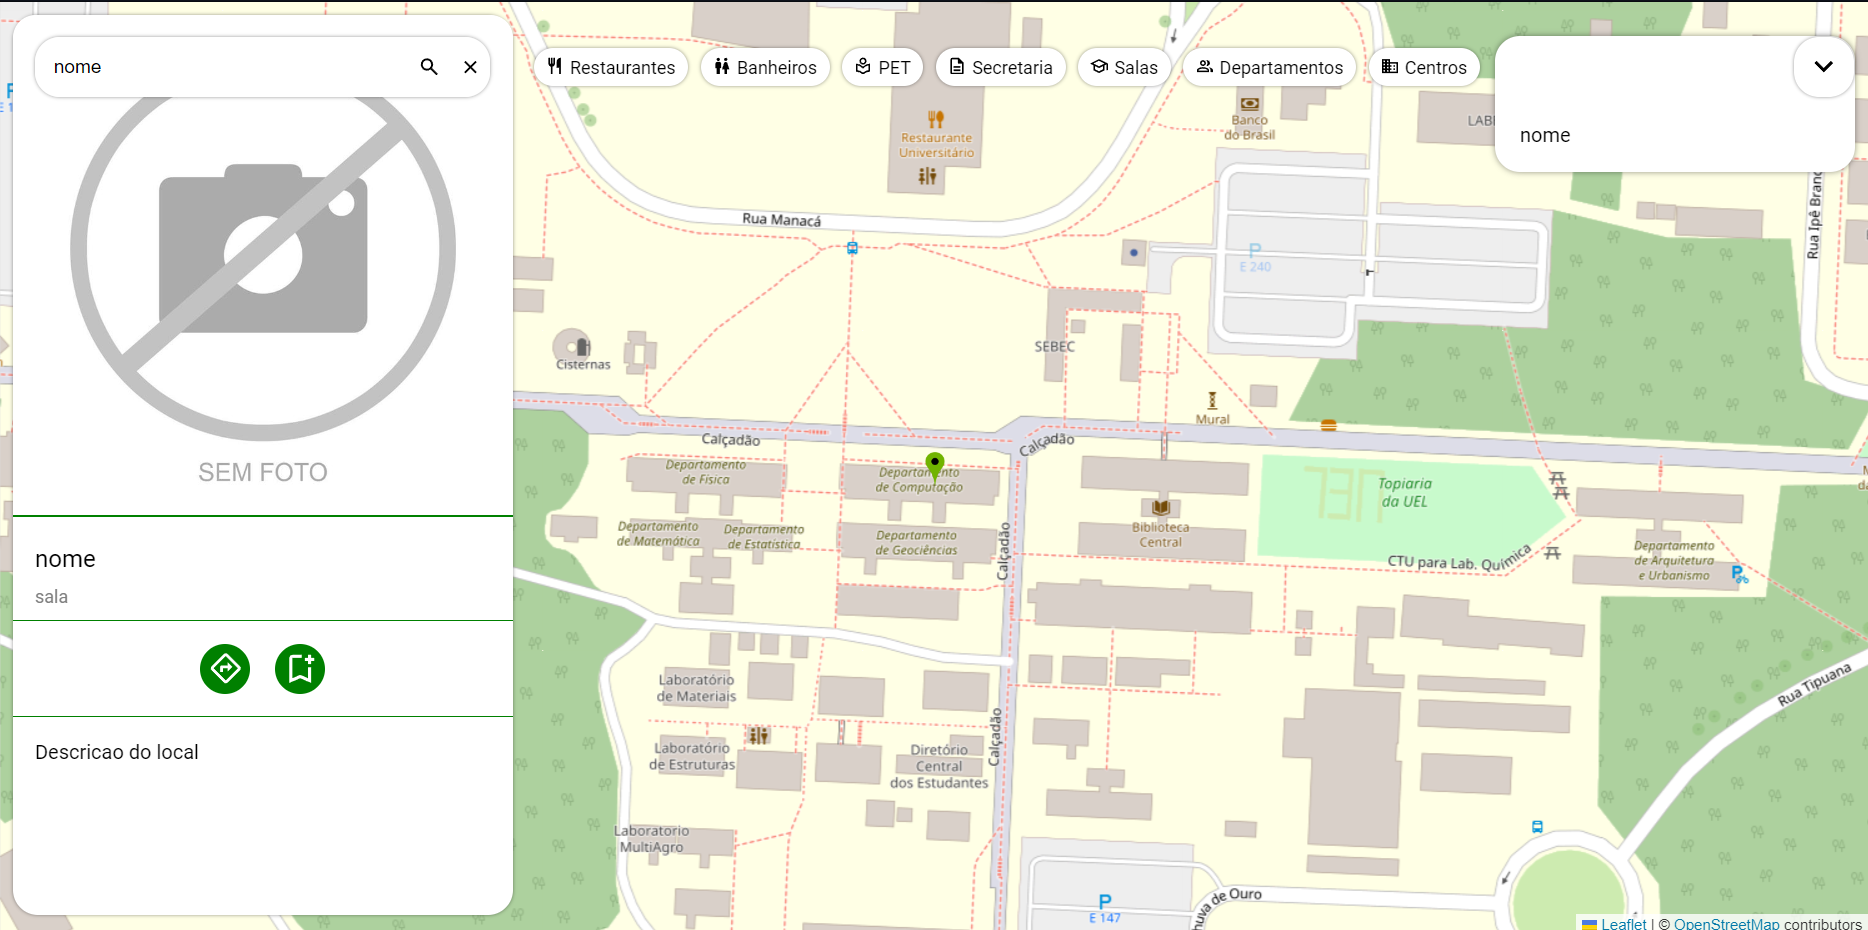 nome
SEM FOTO
nome
sala
Descricao do local
Restaurantes
Banheiros
PET
Secretaria
Salas
Departamentos
Centros
nome
Restaurante
Universitário
Banco
do Brasil
Rua Manacá
P
E 240
Rua Ipê Branc
Cisternas
SEBEC
Mural
Calçadão
Calçadão
Departamento
de Física
Departamento
de Computação
Topiaria
da UEL
UEL
Biblioteca
Central
Departamento
de Matemática
Departamento
de Estatística
Departamento
de Geociências
Calçadão
CTU para Lab. Química
Departamento
de Arquitetura
e Urbanismo
P
Laboratório
de Materiais
Rua Tipuana
Calçadão
Laboratório
de Estruturas
Diretório
Central
dos Estudantes
Laboratorio
MultiAgro
P
E 147
huva de Ouro
Leaflet | © OpenStreetMap contributors